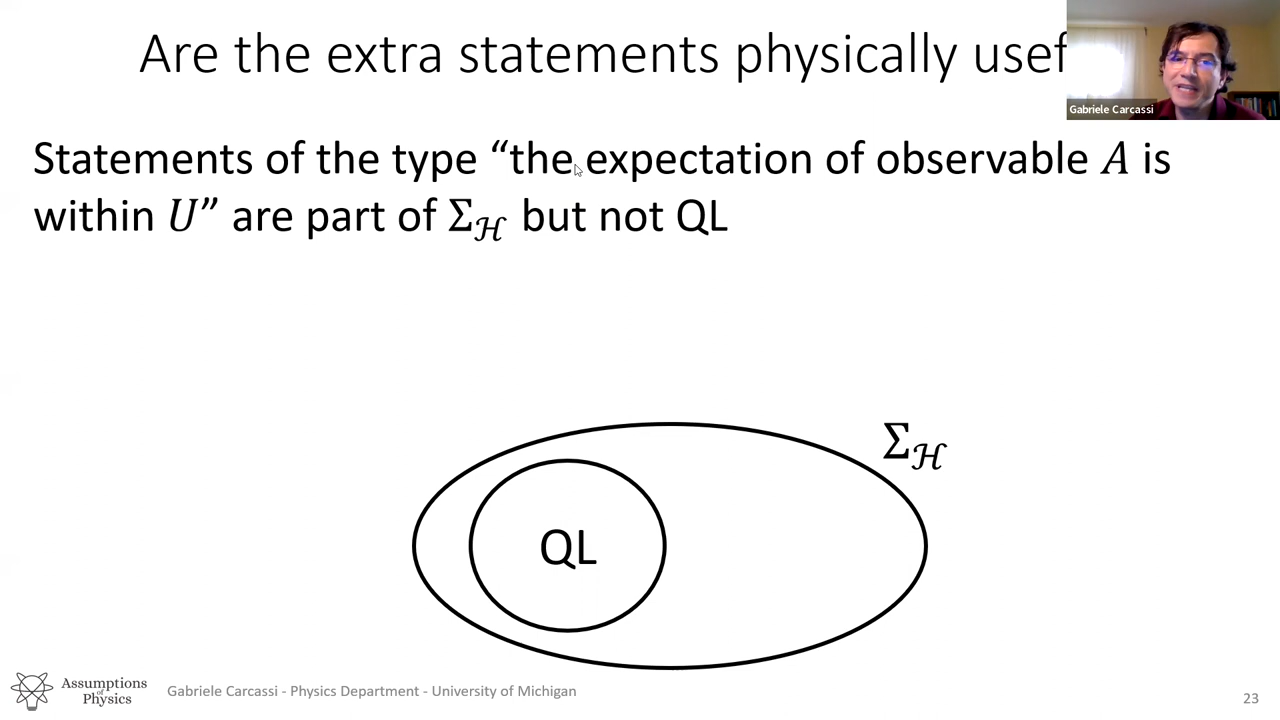 Are the extra statements physically usef
Gabriele Carcassi
Statements of the type “the expectation of observable A is
within U” are part of Σ_ℋ but not QL
Σ_ℋ
QL
Assumptions
of
Physics
Gabriele Carcassi - Physics Department - University of Michigan
23